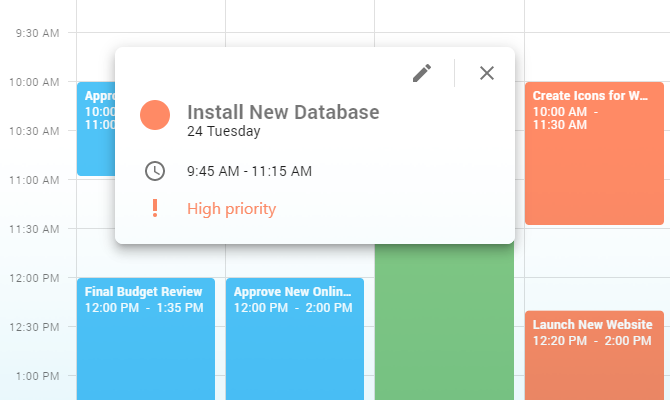 9:30 AM
10:00 AM
10:30 AM
11:00 AM
11:30 AM
12:00 PM
12:30 PM
1:00 PM
Install New Database
24 Tuesday
9:45 AM - 11:15 AM
High priority
10:00
11:00
Create Icons for W...
10:00 AM -
11:30 AM
Final Budget Review
12:00 PM - 1:35 PM
Approve New Onlin...
12:00 PM - 2:00 PM
Launch New Website
12:20 PM - 2:00 PM